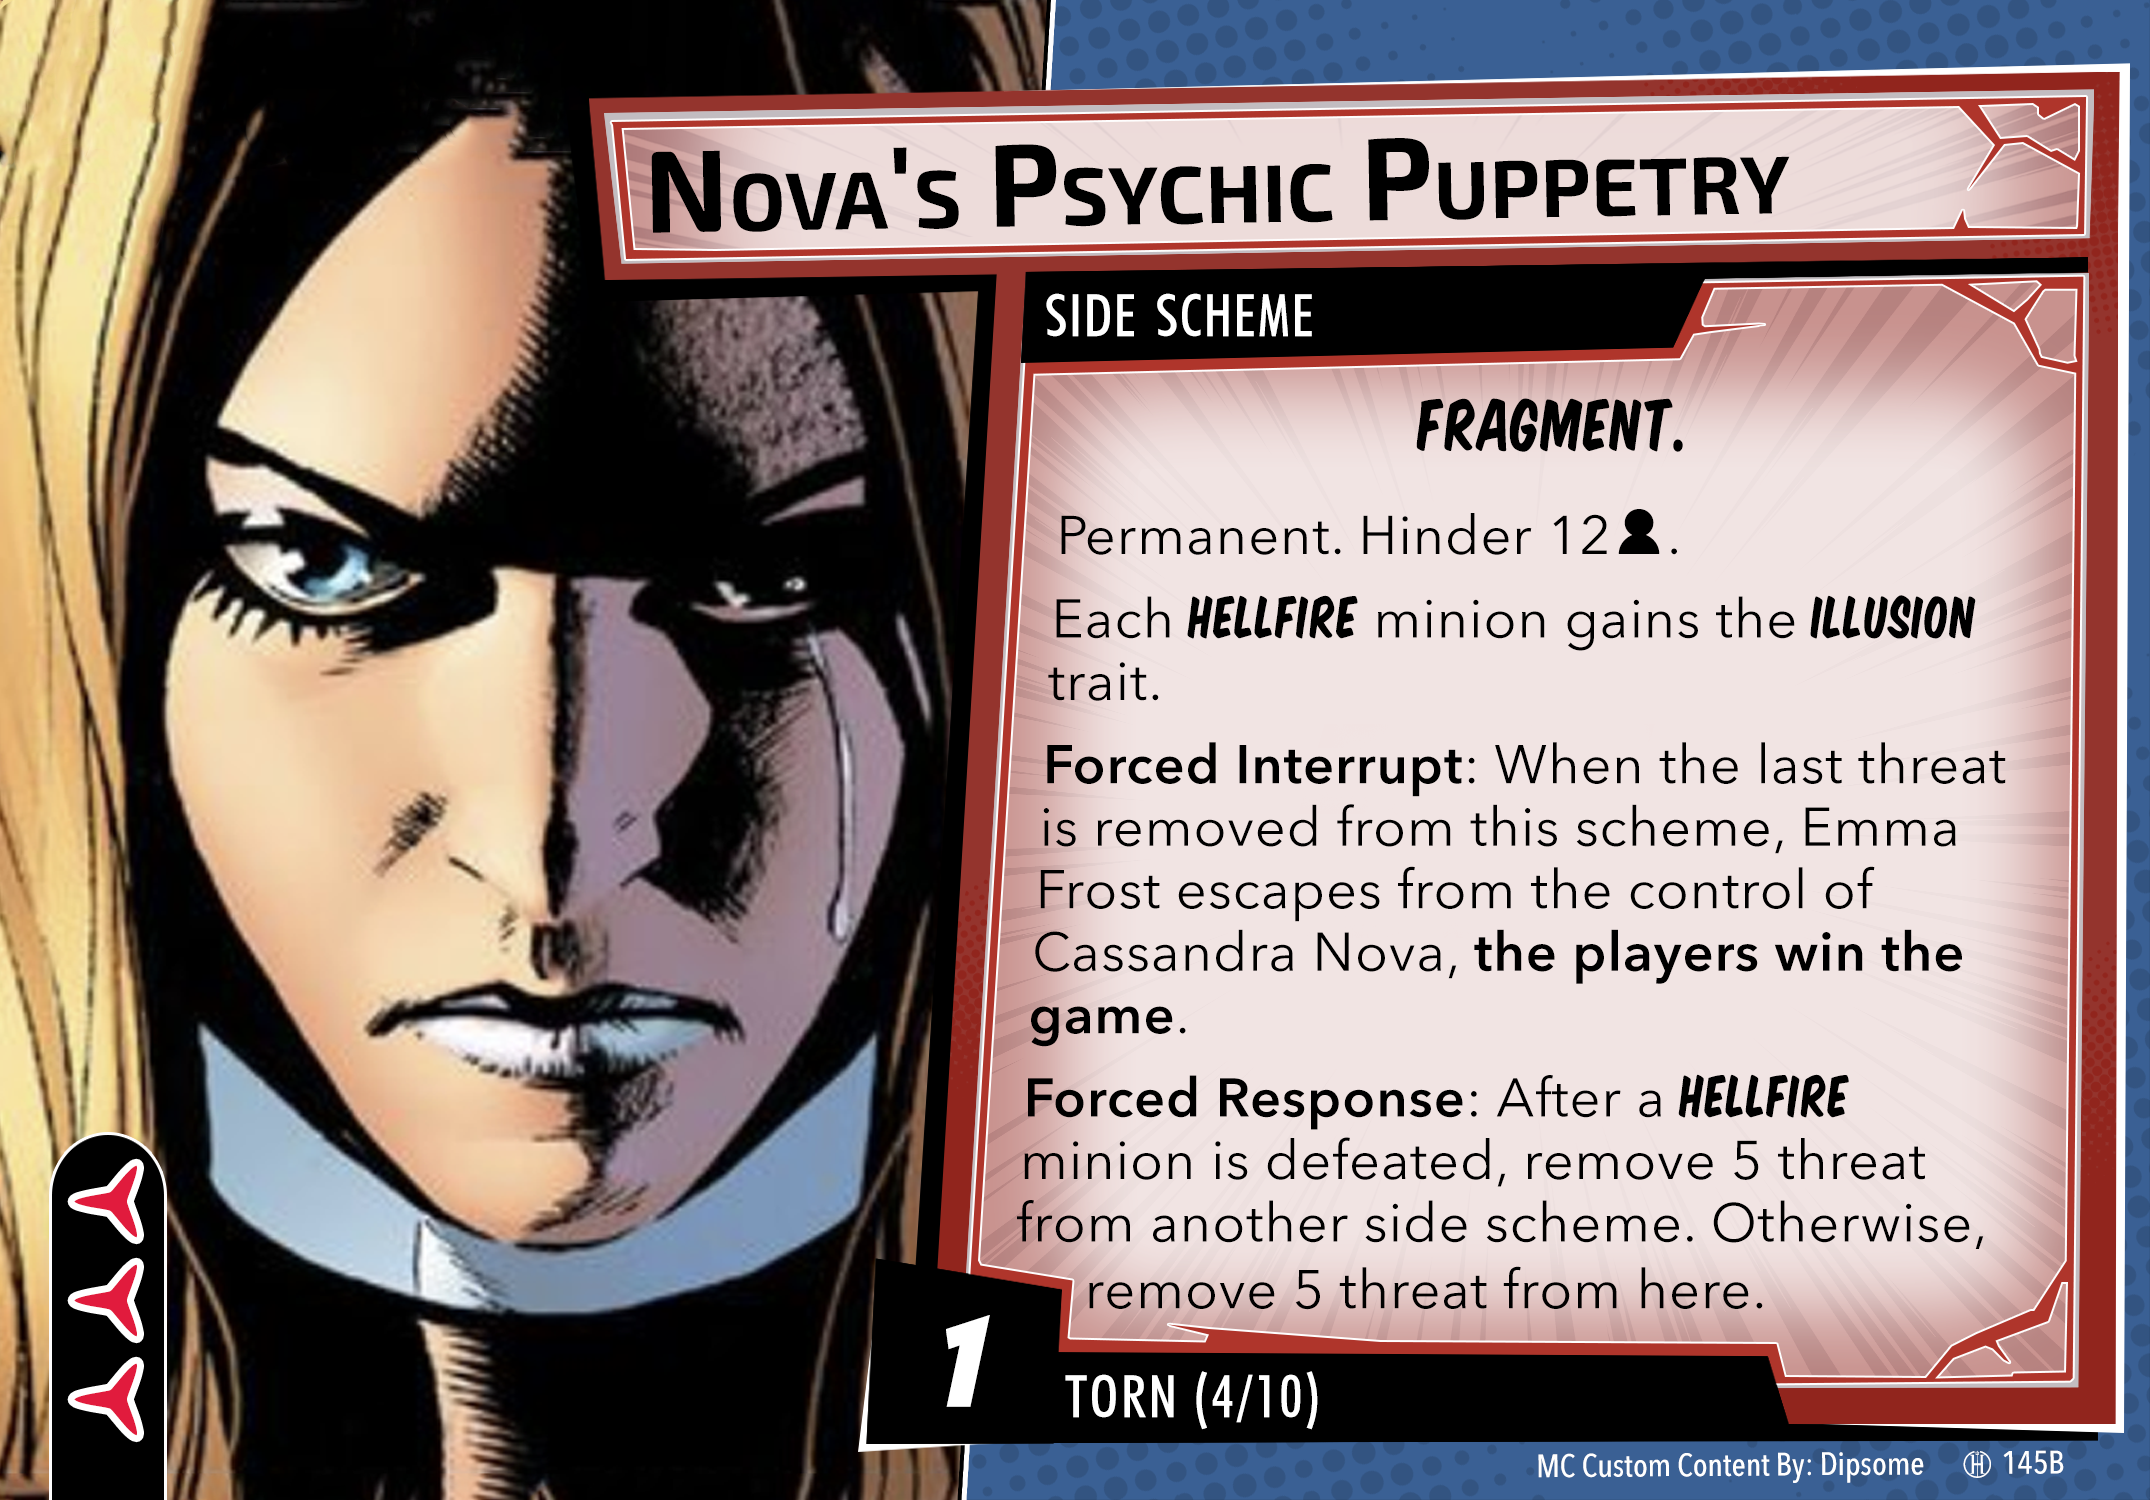 Nova's Psychic Puppetry
SIDE SCHEME
FRAGMENT.
Permanent. Hinder 12.
Each HELLFIRE minion gains the ILLUSION
trait.
Forced Interrupt: When the last threat
is removed from this scheme, Emma
Frost escapes from the control of
Cassandra Nova, the players win the
game.
Forced Response: After a HELLFIRE
minion is defeated, remove 5 threat
from another side scheme. Otherwise,
remove 5 threat from here.
1
TORN (4/10)
MC Custom Content By: Dipsome 145B